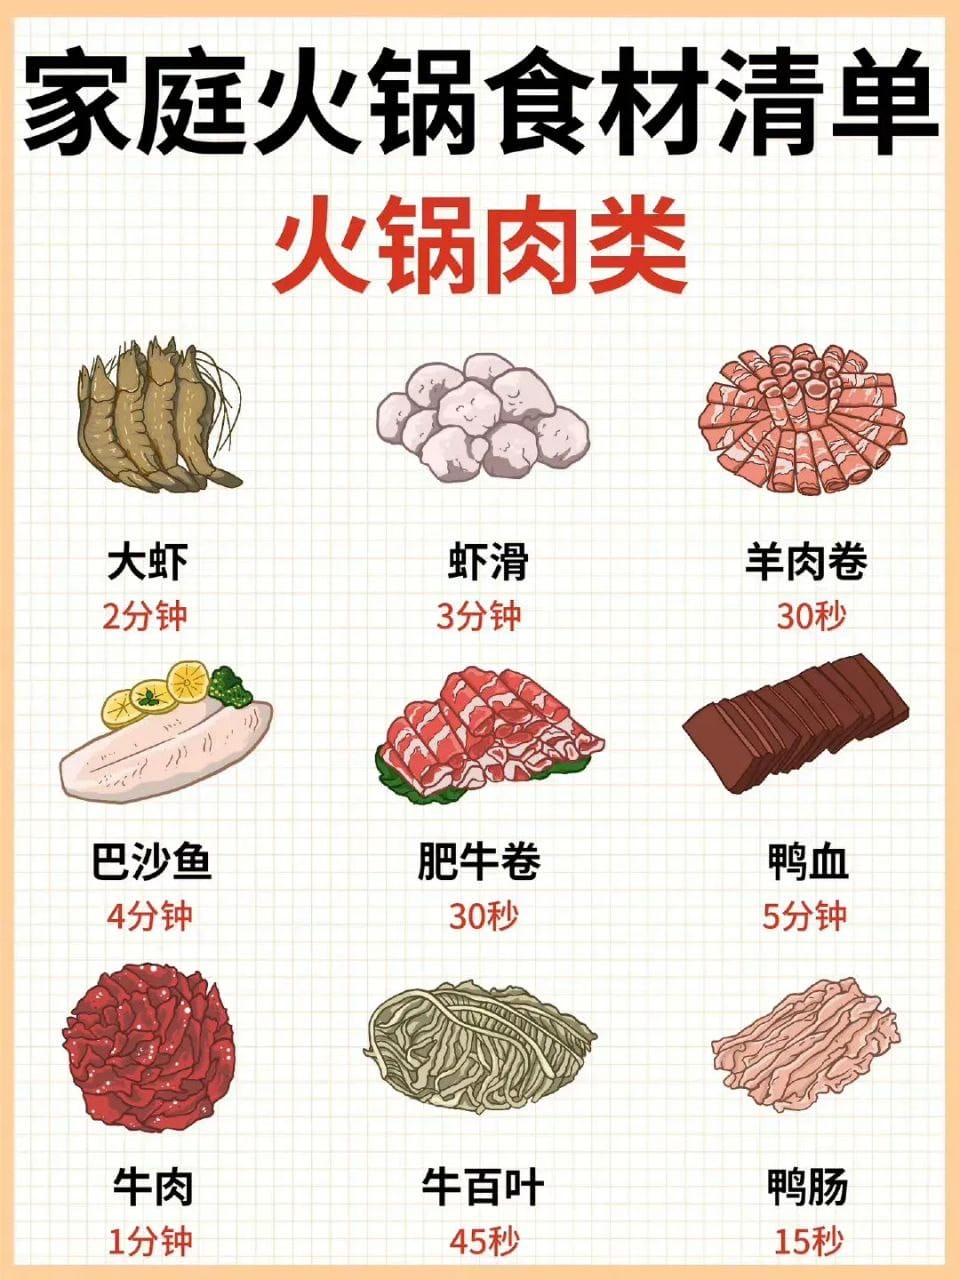 家庭火锅食材清单
火锅肉类
大虾
虾滑
羊肉卷
2分钟
3分钟
30秒
巴沙鱼
肥牛卷
鸭血
4分钟
30秒
5分钟
牛肉
牛百叶
鸭肠
1分钟
45秒
15秒